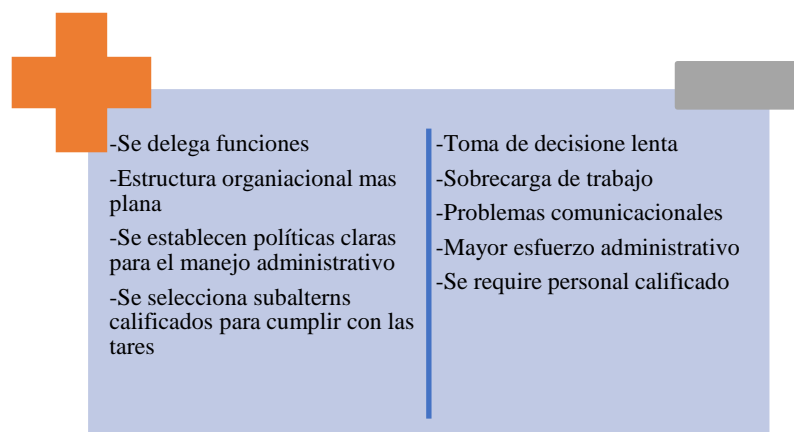 -Se delega funciones
-Estructura organiacional mas
plana
-Se establecen políticas claras
para el manejo administrativo
-Se selecciona subalterns
calificados para cumplir con las
tares
-Toma de decisione lenta
-Sobrecarga de trabajo
-Problemas comunicacionales
-Mayor esfuerzo administrativo
-Se require personal calificado